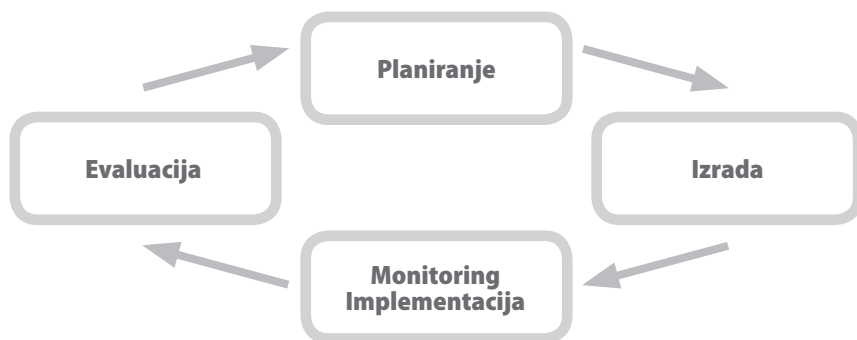 Planiranje
Evaluacija
Izrada
Monitoring
Implementacija